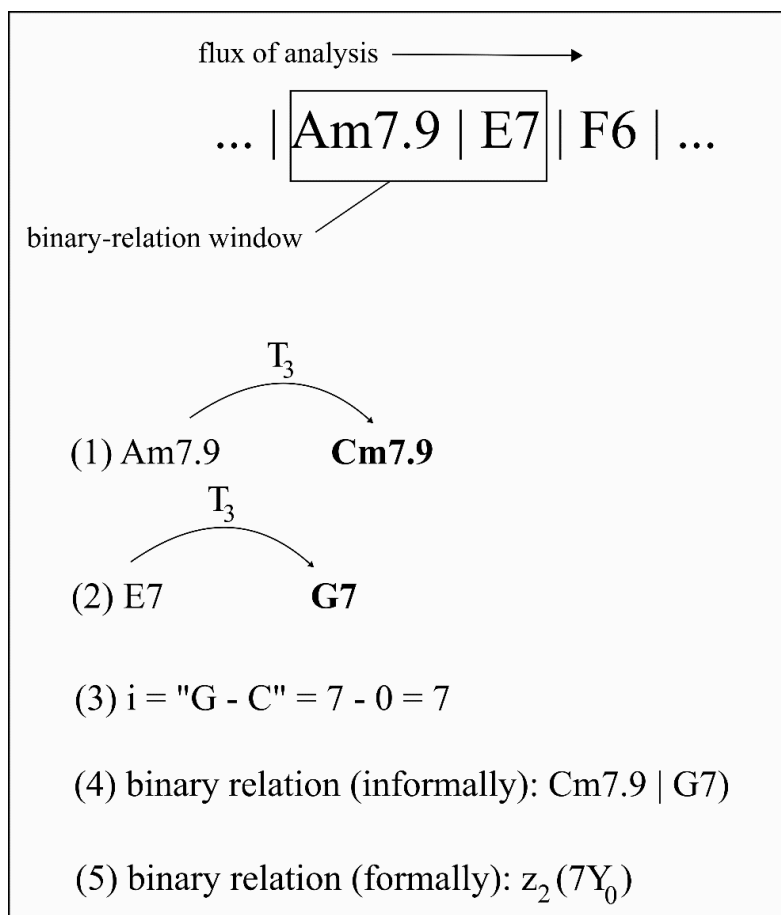 flux of analysis
... | Am7.9 | E7 | F6 | ...
binary-relation window
T₃
(1) Am7.9 Cm7.9
T₃
(2) E7 G7
(3) i = "G - C" = 7 - 0 = 7
(4) binary relation (informally): Cm7.9 | G7)
(5) binary relation (formally): z₂(7Y₀)